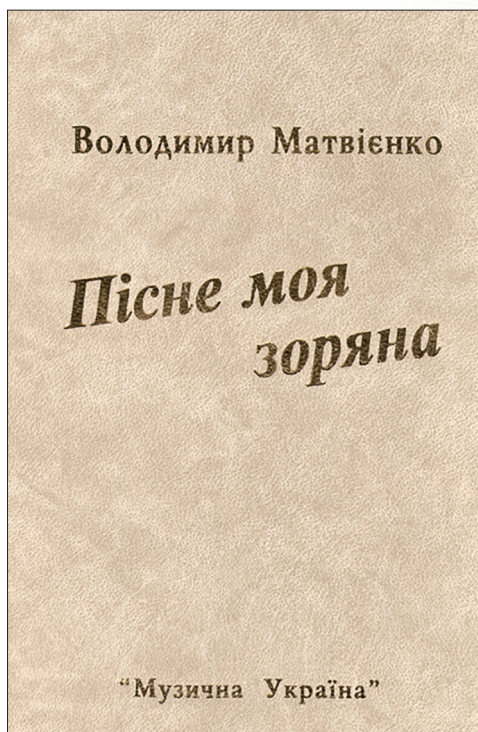 Володимир Матвієнко
Пісне моя
зоряна
“Музична Україна”